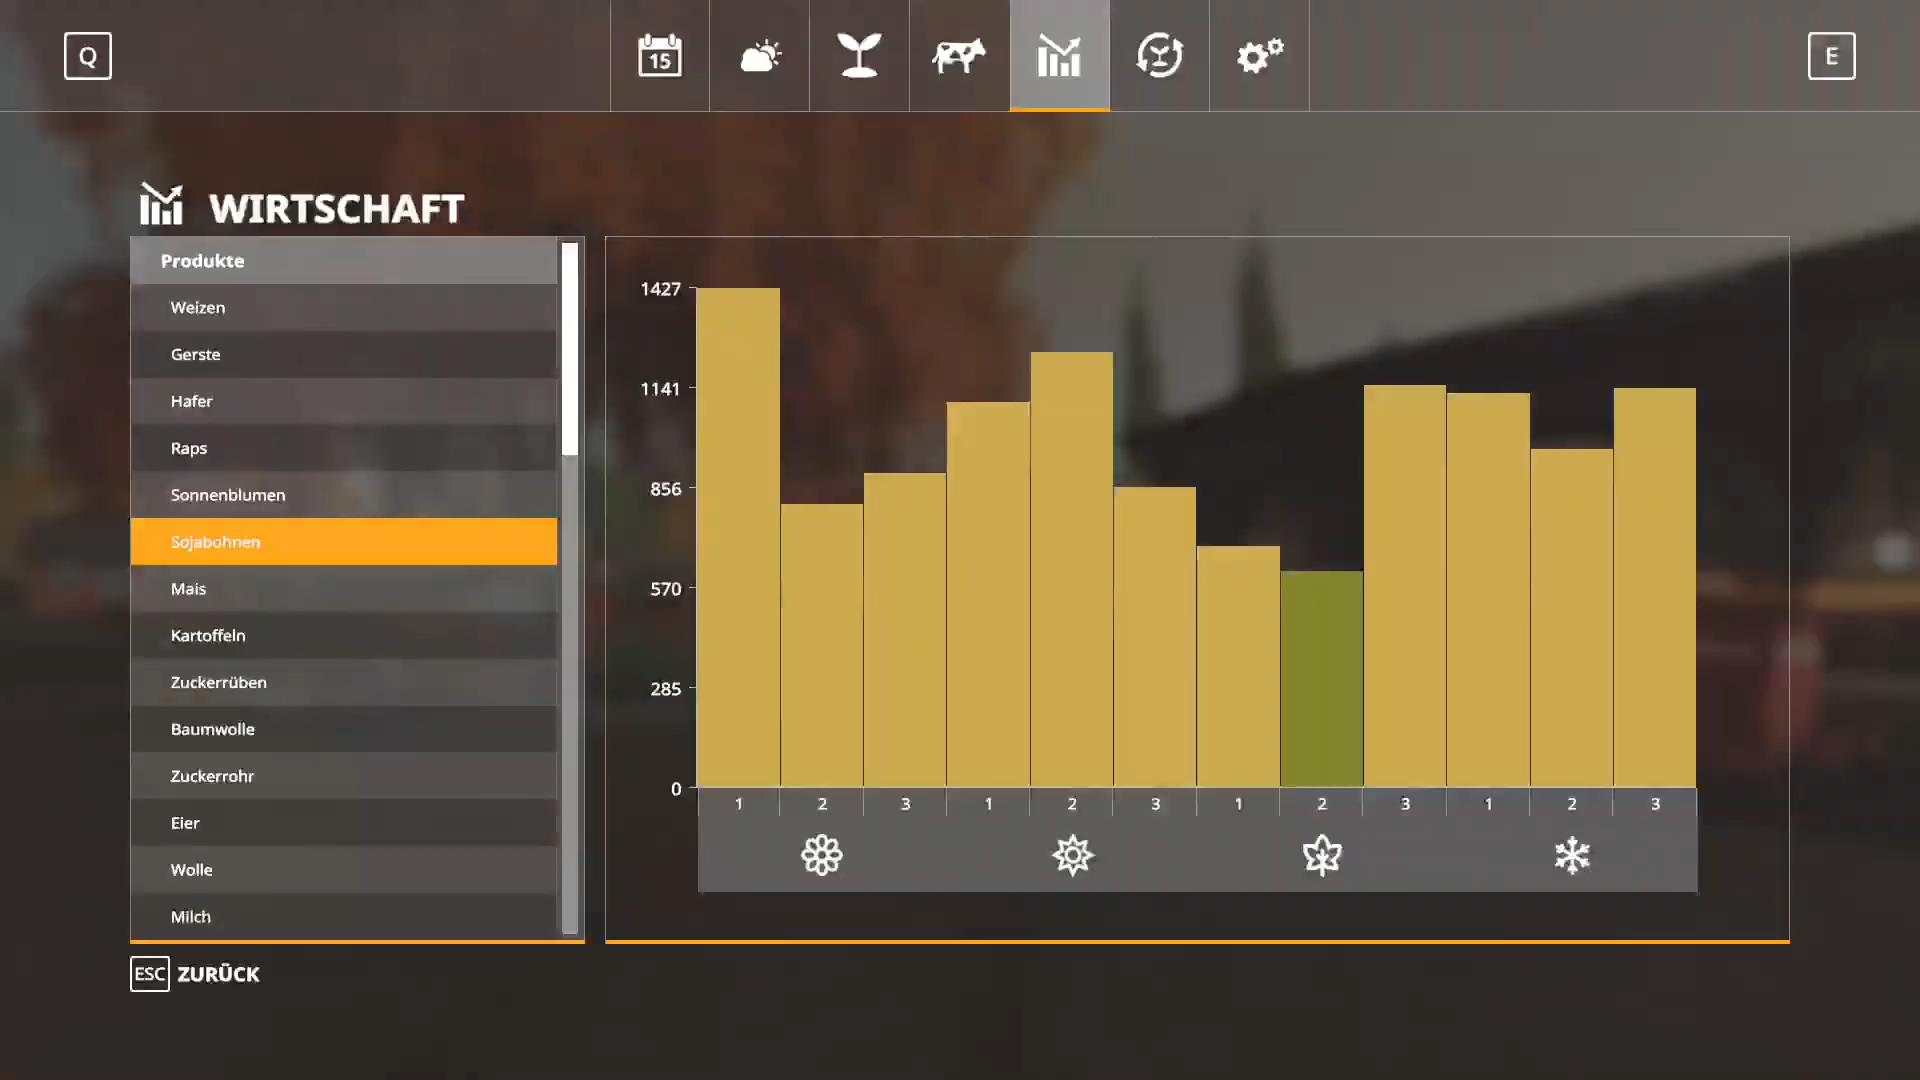 Q
15
E
WIRTSCHAFT
Produkte
Weizen
Gerste
Hafer
Raps
Sonnenblumen
Sojabohnen
Mais
Kartoffeln
Zuckerrüben
Baumwolle
Zuckerrohr
Eier
Wolle
Milch
1427
1141
856
570
285
0
1 2 3 1 2 3 1 2 3 1 2 3
ESC ZURÜCK